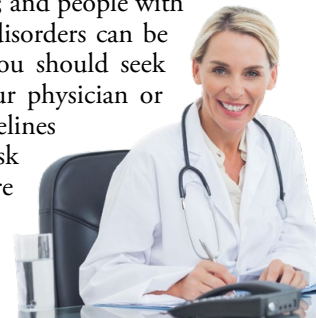 ; and people with
disorders can be
ou should seek
ur physician or
elines
sk
re